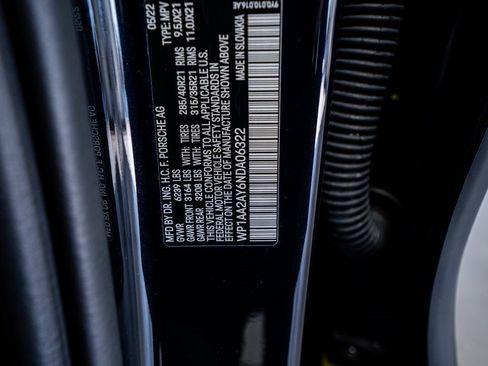 MFD BY DR. ING. H.C. F. PORSCHE AG 05/22
GVWR 6239 LBS TYPE: MPV
GAWR FRONT 3164 LBS WITH: TIRES 285/40R21 RIMS 9.5JX21
GAWR REAR 3208 LBS WITH: TIRES 315/35R21 RIMS 11.0JX21
THIS VEHICLE CONFORMS TO ALL APPLICABLE U.S.
FEDERAL MOTOR VEHICLE SAFETY STANDARDS IN
EFFECT ON THE DATE OF MANUFACTURE SHOWN ABOVE
WP1AA2AY6NDA06322 MADE IN SLOVAKIA